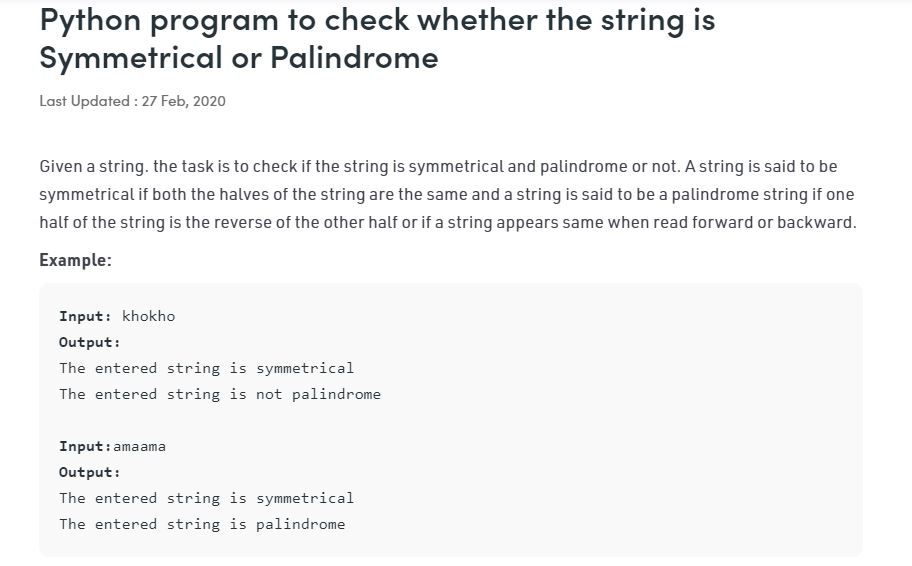 Python program to check whether the string is
Symmetrical or Palindrome
Last Updated : 27 Feb, 2020
Given a string. the task is to check if the string is symmetrical and palindrome or not. A string is said to be
symmetrical if both the halves of the string are the same and a string is said to be a palindrome string if one
half of the string is the reverse of the other half or if a string appears same when read forward or backward.
Example:
Input: khokho
Output:
The entered string is symmetrical
The entered string is not palindrome
Input:amaama
Output:
The entered string is symmetrical
The entered string is palindrome